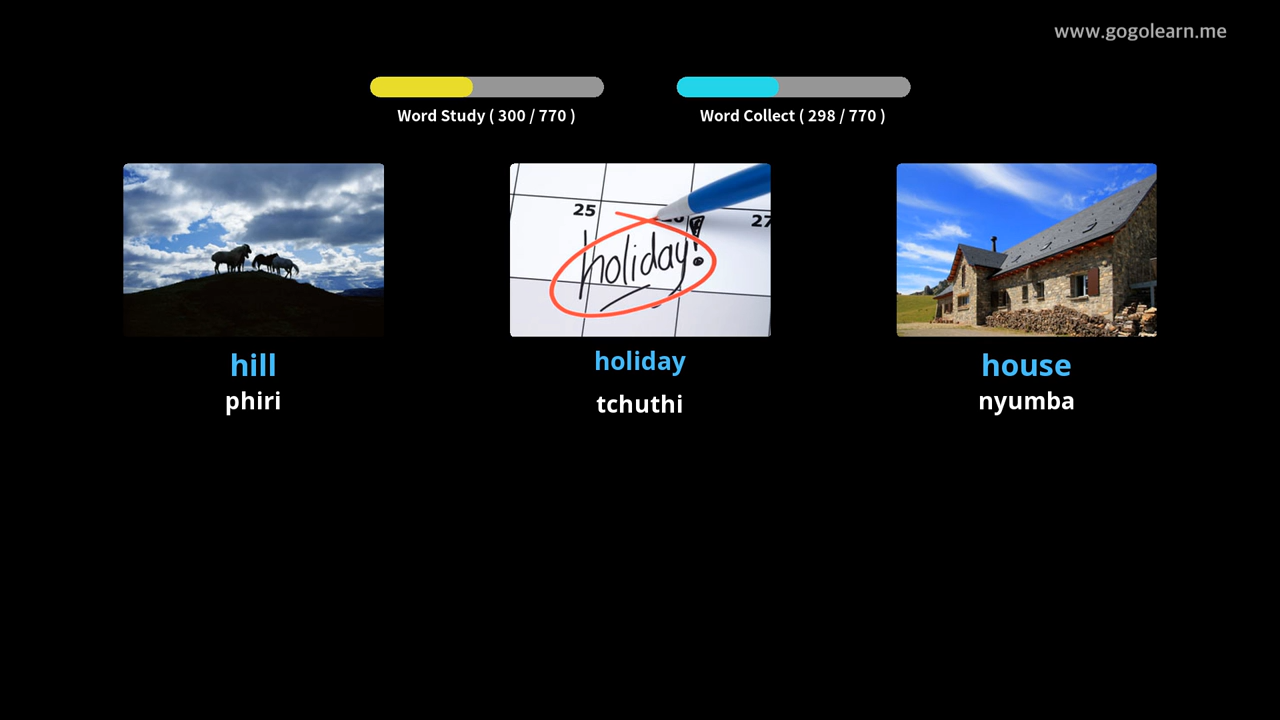 www.gogolearn.me
Word Study ( 300 / 770 )
Word Collect ( 298 / 770 )
25
27
holiday!
hill
holiday
house
phiri
tchuthi
nyumba